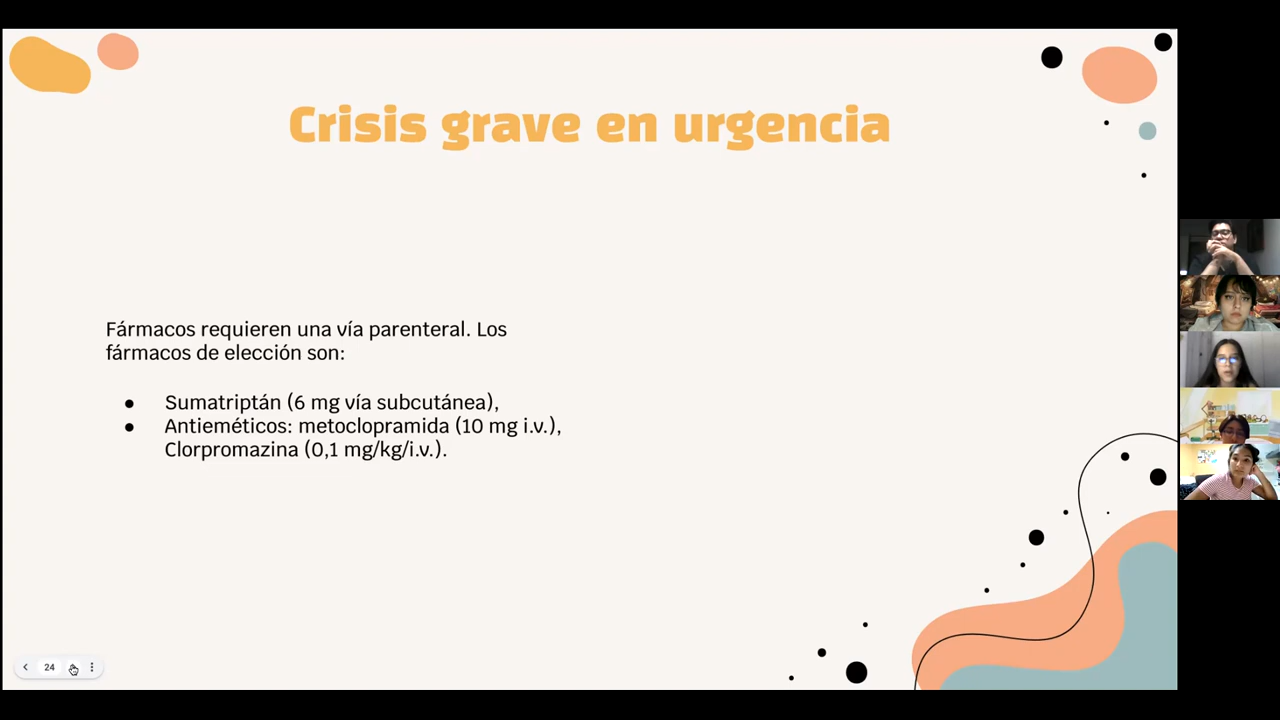 Crisis grave en urgencia
Fármacos requieren una vía parenteral. Los
fármacos de elección son:
● Sumatriptán (6 mg vía subcutánea),
● Antieméticos: metoclopramida (10 mg i.v.),
Clorpromazina (0,1 mg/kg/i.v.).
24